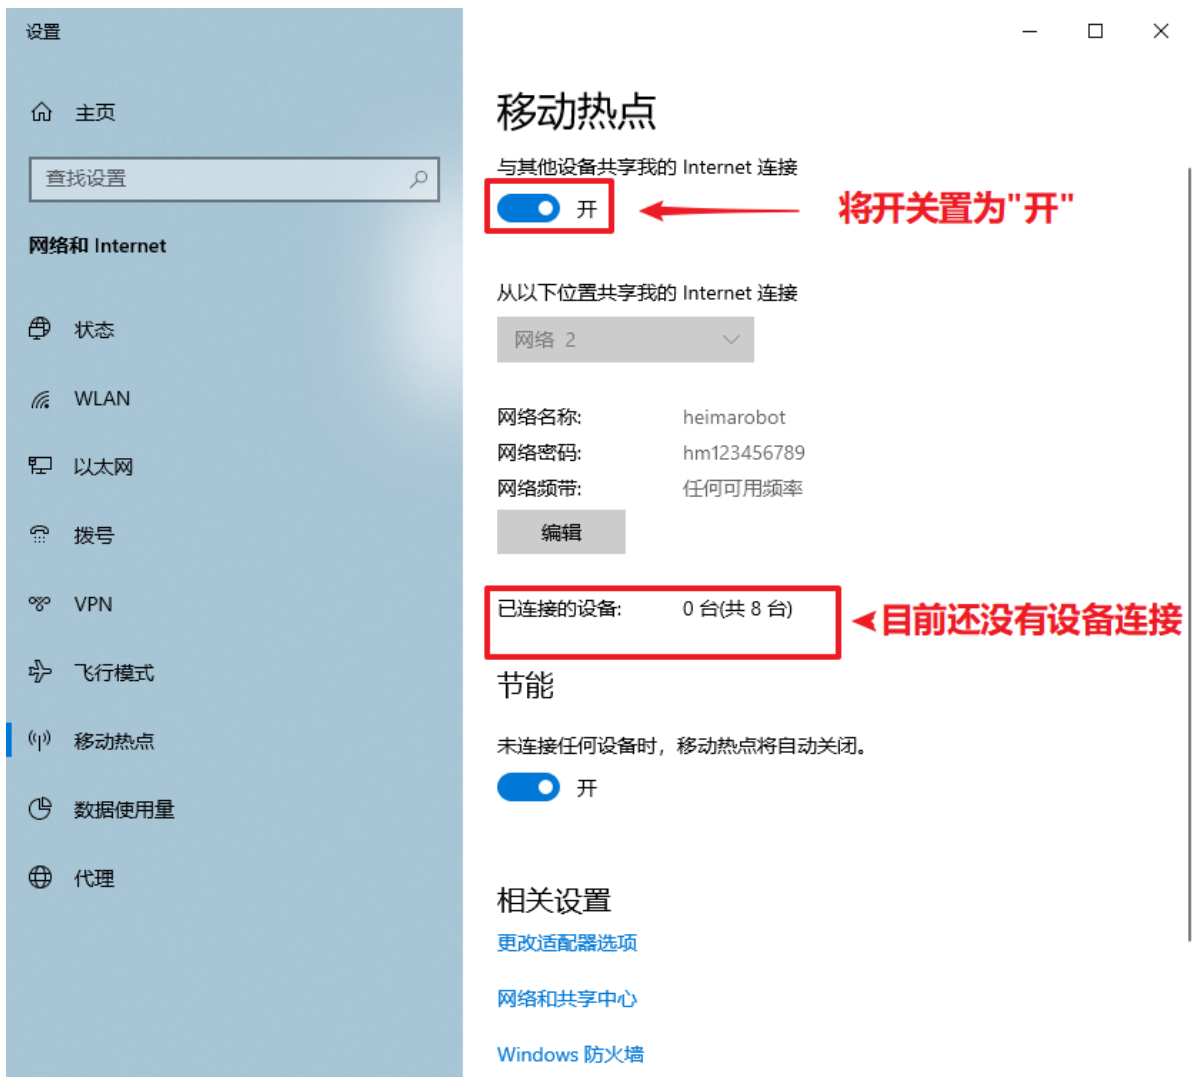 设置
主页
查找设置
网络和 Internet
状态
WLAN
以太网
拨号
VPN
飞行模式
移动热点
数据使用量
代理
移动热点
与其他设备共享我的 Internet 连接
开
将开关置为"开"
从以下位置共享我的 Internet 连接
网络 2
网络名称: heimarobot
网络密码: hm123456789
网络频带: 任何可用频率
编辑
已连接的设备: 0 台(共 8 台)
目前还没有设备连接
节能
未连接任何设备时，移动热点将自动关闭。
开
相关设置
更改适配器选项
网络和共享中心
Windows 防火墙